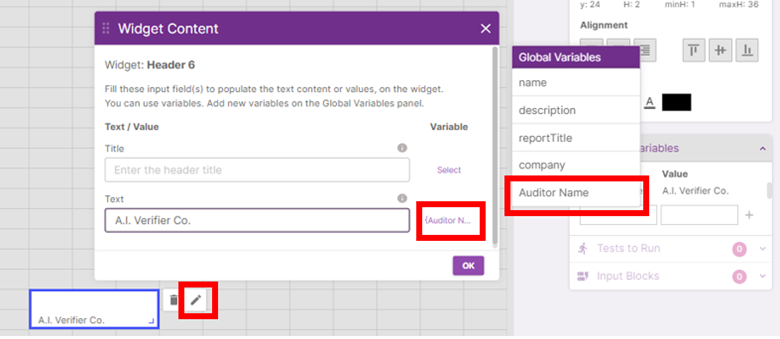 y: 24 H: 2 minH: 1 maxH: 36
Alignment
Widget Content
Widget: Header 6
Fill these input field(s) to populate the text content or values, on the widget.
You can use variables. Add new variables on the Global Variables panel.
Text / Value Variable
Title
Enter the header title
Select
Text
A.I. Verifier Co.
{Auditor N...
OK
Global Variables
name
description
reportTitle
company
Auditor Name
A
ariables
Value
A.I. Verifier Co.
Tests to Run 0
Input Blocks 0
A.I. Verifier Co.